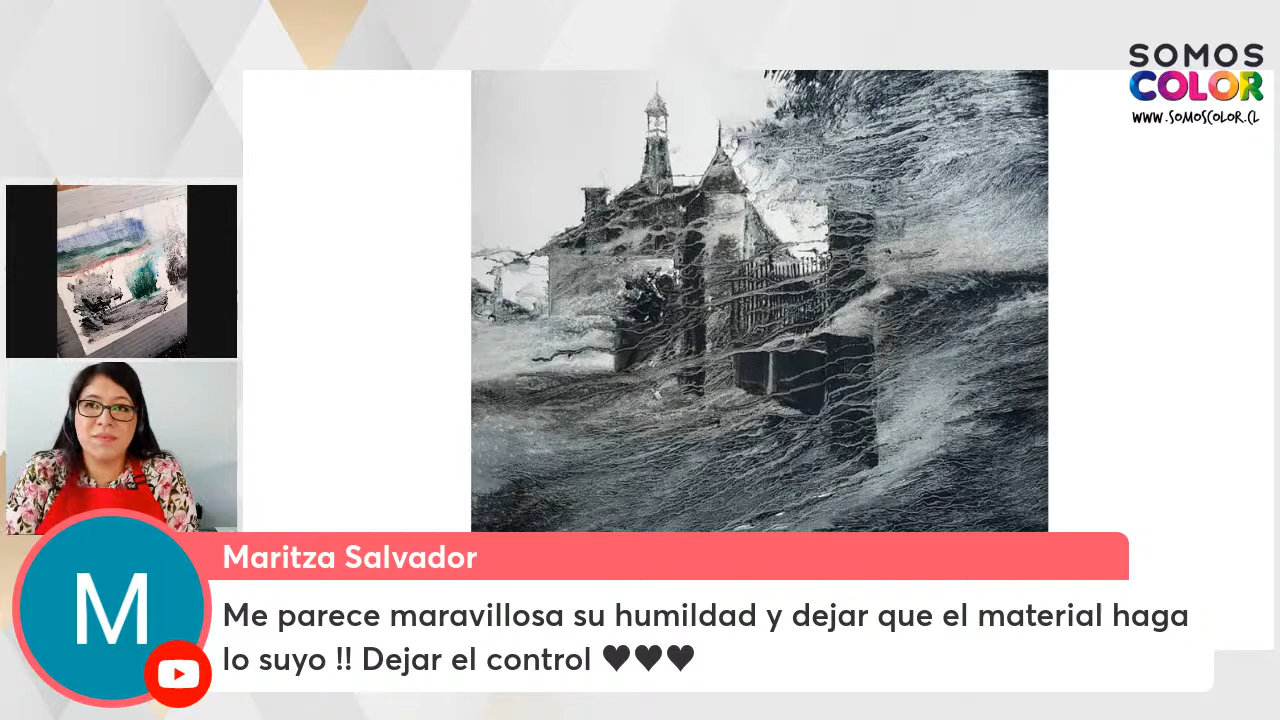 SOMOS
COLOR
WWW.SOMOSCOLOR.CL
Maritza Salvador
M
Me parece maravillosa su humildad y dejar que el material haga
lo suyo !! Dejar el control ♥♥♥